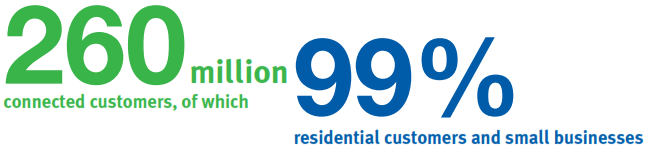 260 million
connected customers, of which
99%
residential customers and small businesses